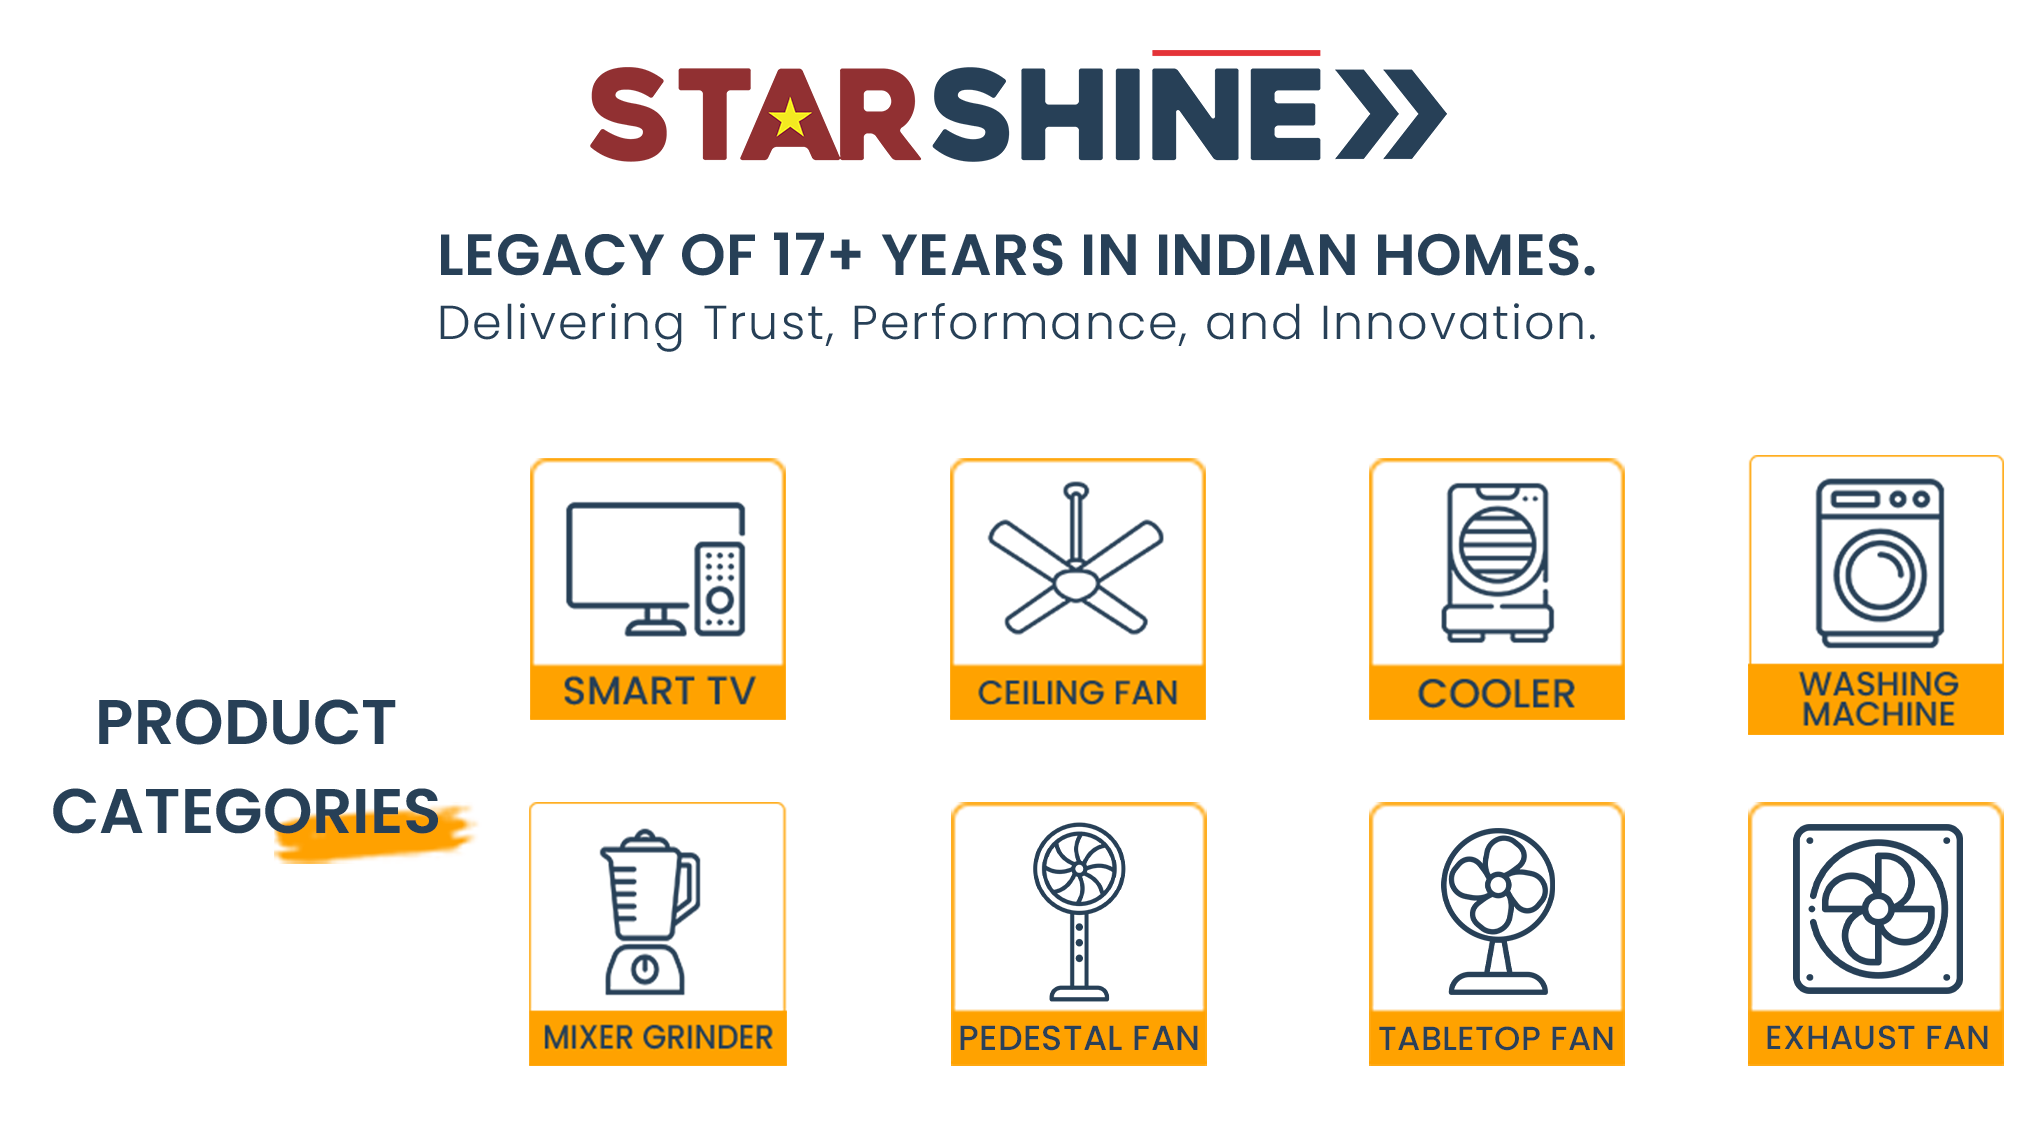 STARSHINE
LEGACY OF 17+ YEARS IN INDIAN HOMES.
Delivering Trust, Performance, and Innovation.
PRODUCT
CATEGORIES
SMART TV
CEILING FAN
COOLER
WASHING
MACHINE
MIXER GRINDER
PEDESTAL FAN
TABLETOP FAN
EXHAUST FAN